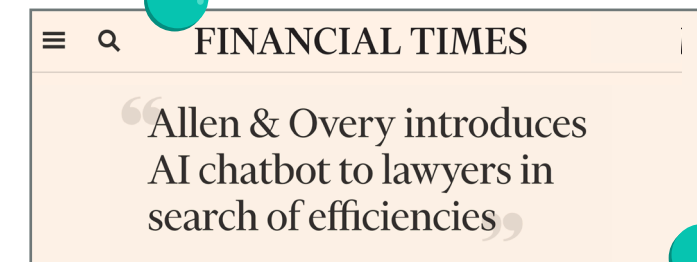 FINANCIAL TIMES
“Allen & Overy introduces
AI chatbot to lawyers in
search of efficiencies”